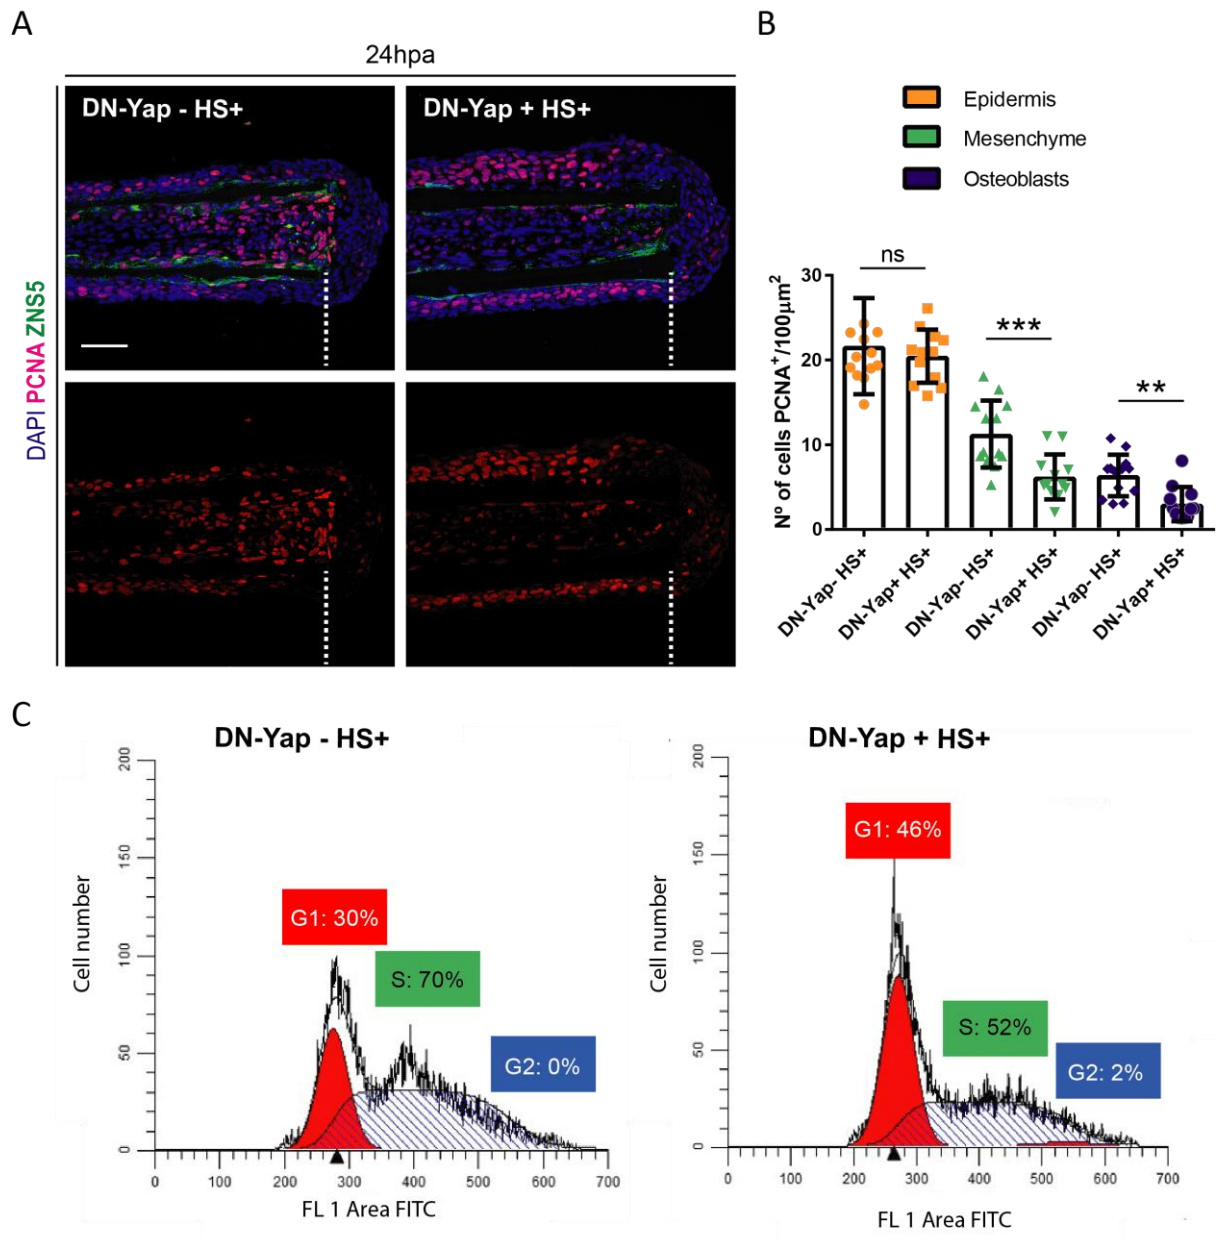 A
24hpa
DN-Yap - HS+
DN-Yap + HS+
DAPI PCNA ZNS5
B
Epidermis
Mesenchyme
Osteoblasts
ns
***
**
Nº of cells PCNA⁺/100µm²
30
20
10
0
DN-Yap- HS+
DN-Yap+ HS+
DN-Yap- HS+
DN-Yap+ HS+
DN-Yap- HS+
DN-Yap+ HS+
C
DN-Yap - HS+
Cell number
200
150
100
50
0
G1: 30%
S: 70%
G2: 0%
0 100 200 300 400 500 600 700
FL 1 Area FITC
DN-Yap + HS+
Cell number
200
150
100
50
0
G1: 46%
S: 52%
G2: 2%
0 100 200 300 400 500 600 700
FL 1 Area FITC